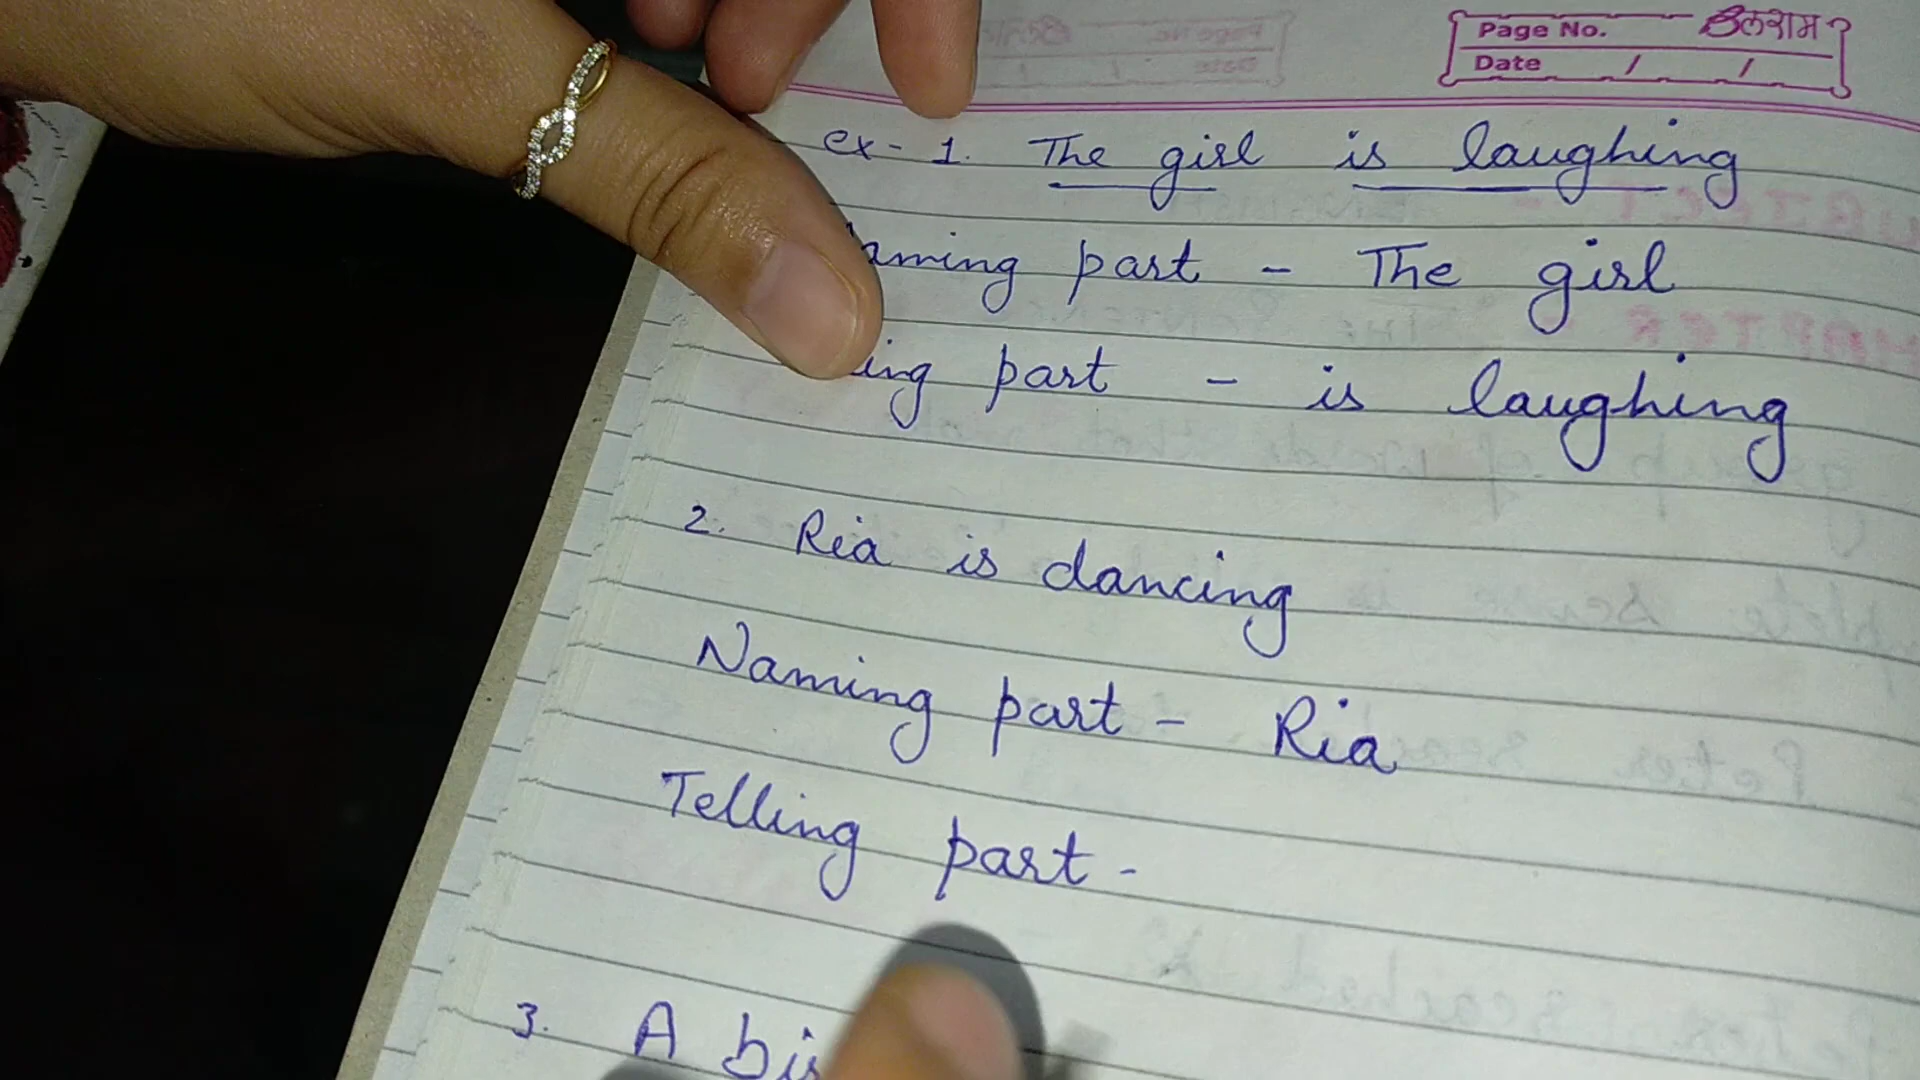 Page No. बलराम
Date / /
ex- 1. The girl is laughing
part - The girl
part - is laughing
2. Ria is dancing
Naming part - Ria
Telling part -
3. A